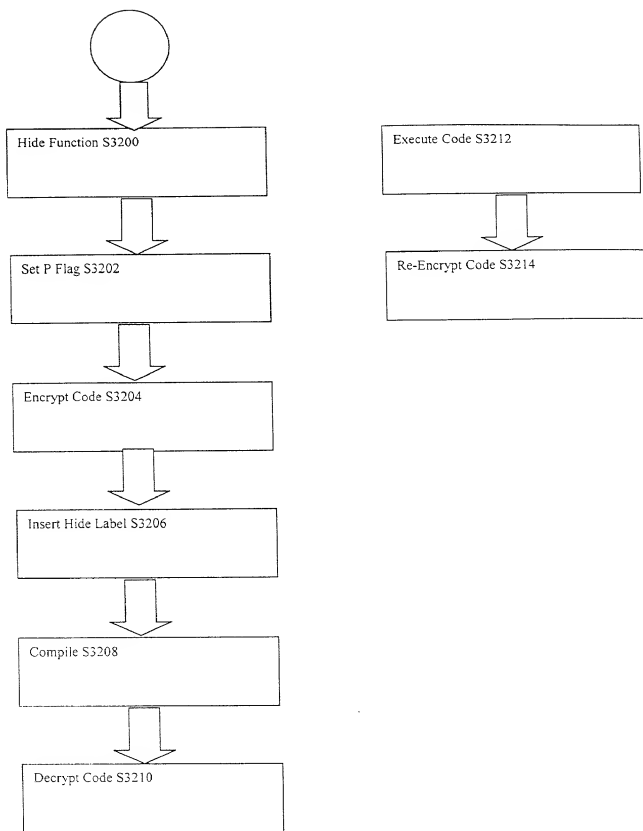 Hide Function S3200
Set P Flag S3202
Encrypt Code S3204
Insert Hide Label S3206
Compile S3208
Decrypt Code S3210
Execute Code S3212
Re-Encrypt Code S3214